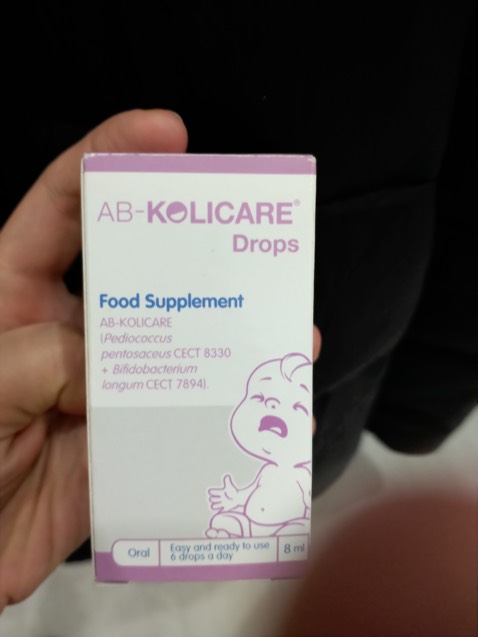 AB-KOLICARE®
Drops
Food Supplement
AB-KOLICARE
(Pediococcus
pentosaceus CECT 8330
+ Bifidobacterium
longum CECT 7894).
Oral
Easy and ready to use
6 drops a day
8 ml